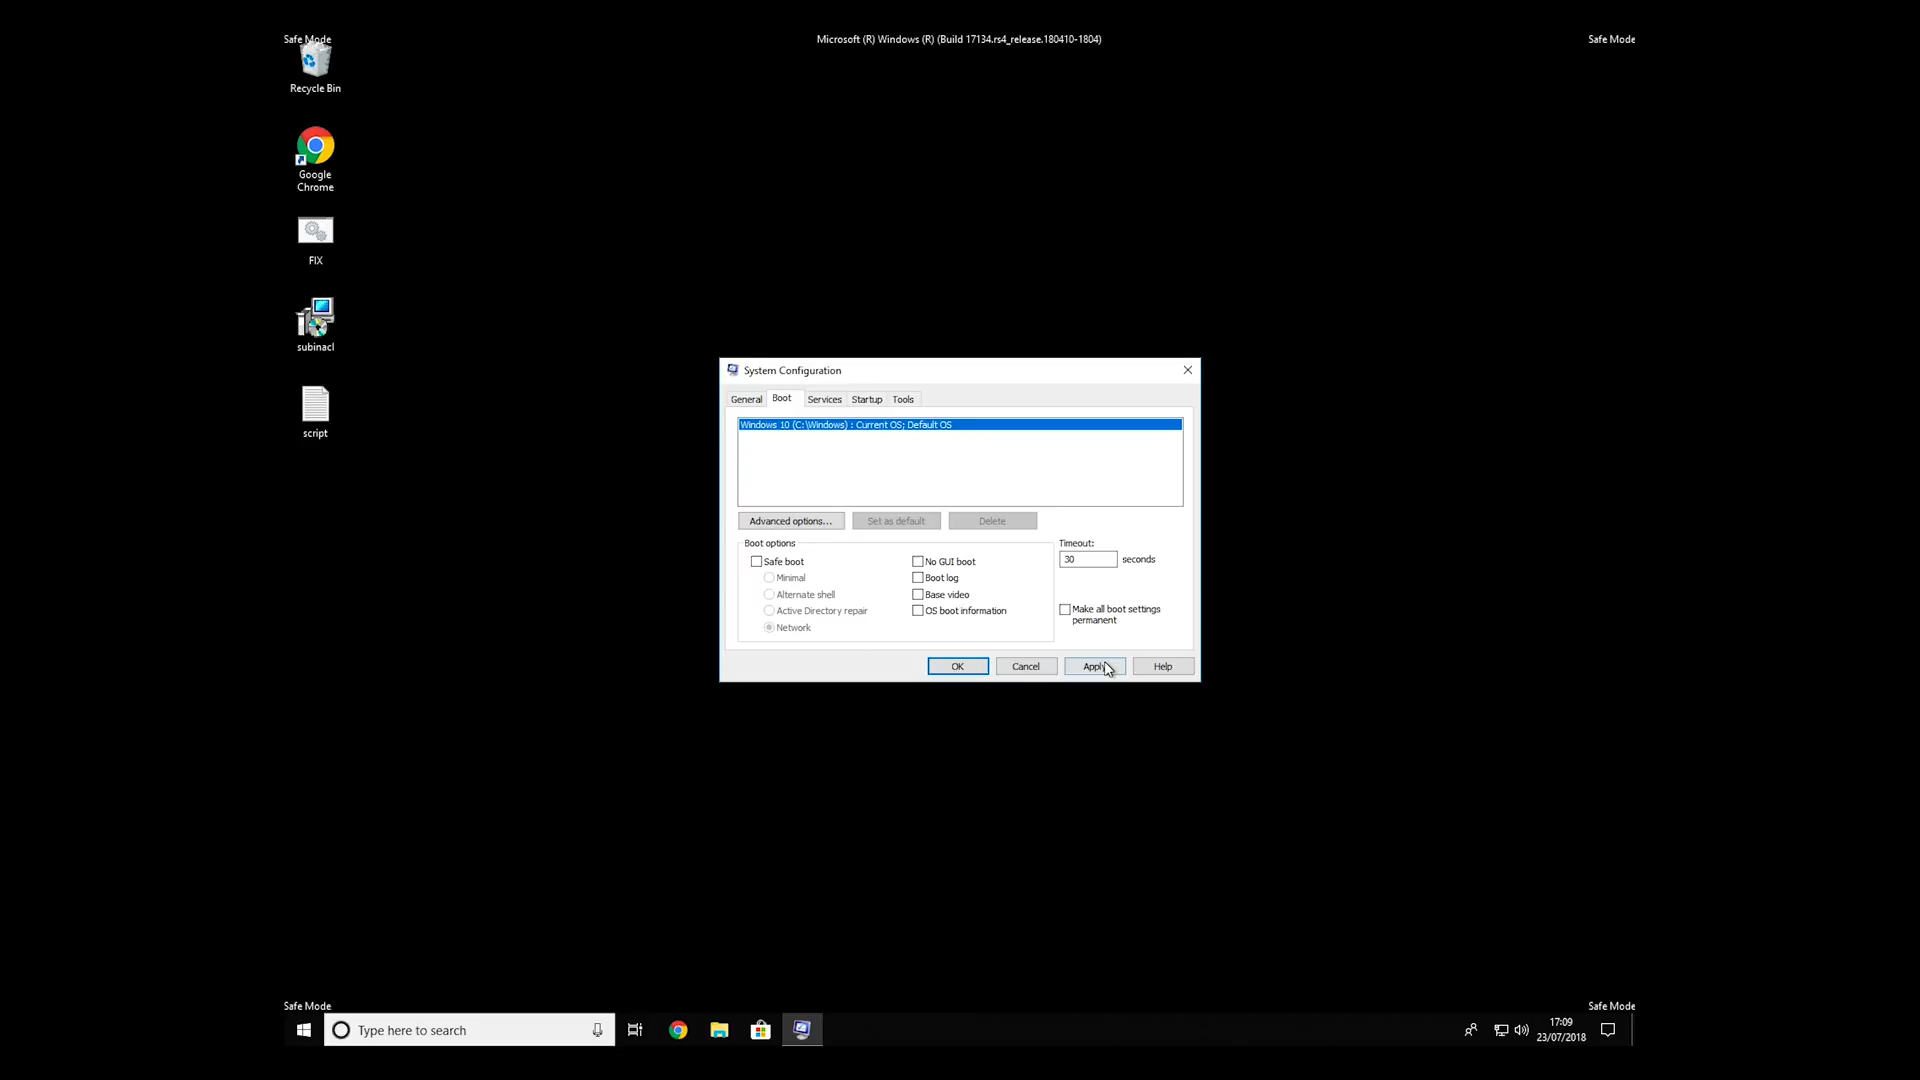 Safe Mode
Microsoft (R) Windows (R) (Build 17134.rs4_release.180410-1804)
Safe Mode
Recycle Bin
Google
Chrome
FIX
subinacl
script
System Configuration
General Boot Services Startup Tools
Windows 10 (C:\Windows) : Current OS; Default OS
Advanced options... Set as default Delete
Boot options
Timeout:
Safe boot
No GUI boot
30 seconds
Minimal
Boot log
Alternate shell
Base video
Active Directory repair
OS boot information
Make all boot settings
permanent
Network
OK Cancel Apply Help
Safe Mode
Safe Mode
Type here to search
17:09
23/07/2018